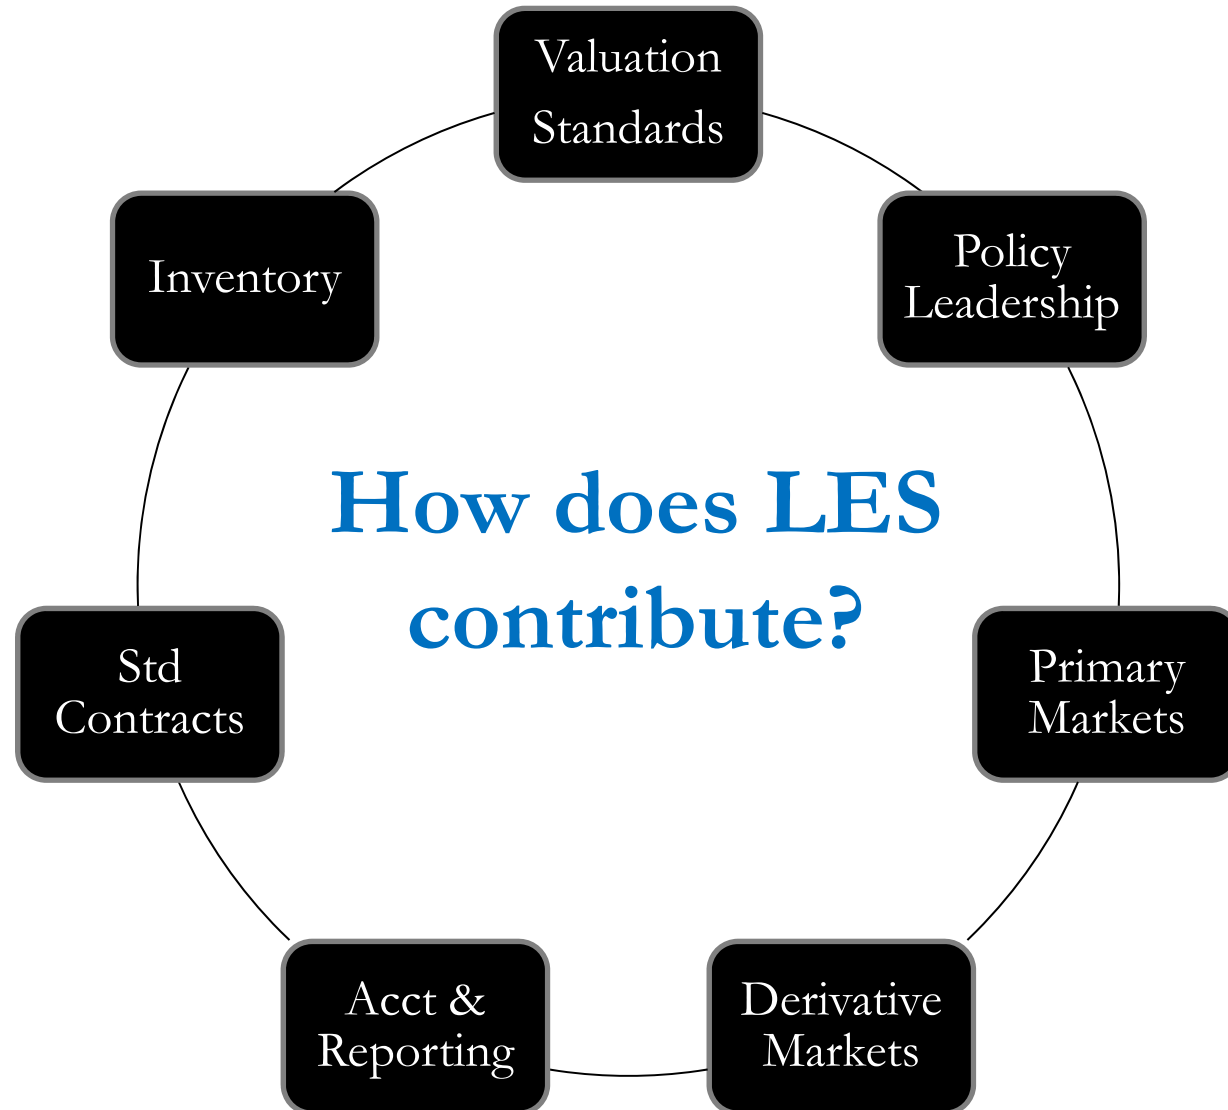 Valuation
Standards
Policy
Leadership
Inventory
How does LES
contribute?
Std
Contracts
Primary
Markets
Acct &
Reporting
Derivative
Markets